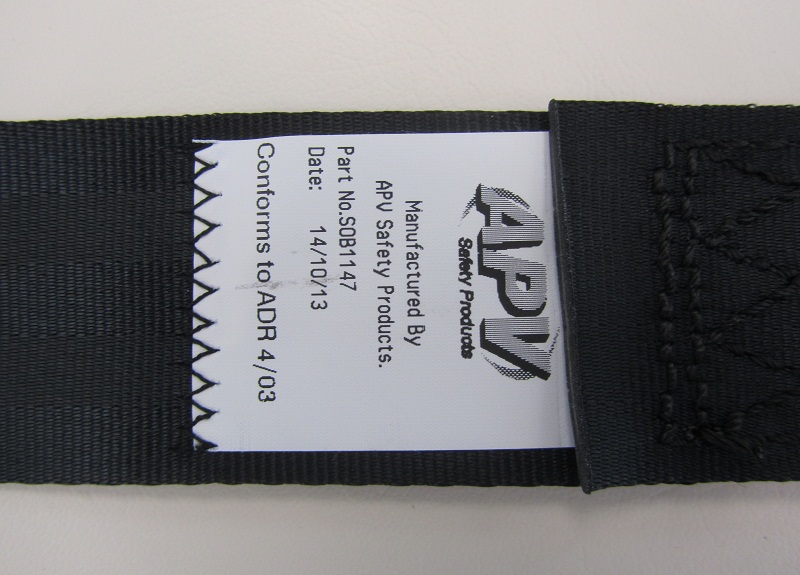 APV
Safety Products
Manufactured By
APV Safety Products.
Part No.SOB1147
Date: 14/10/13
Conforms to ADR 4/03